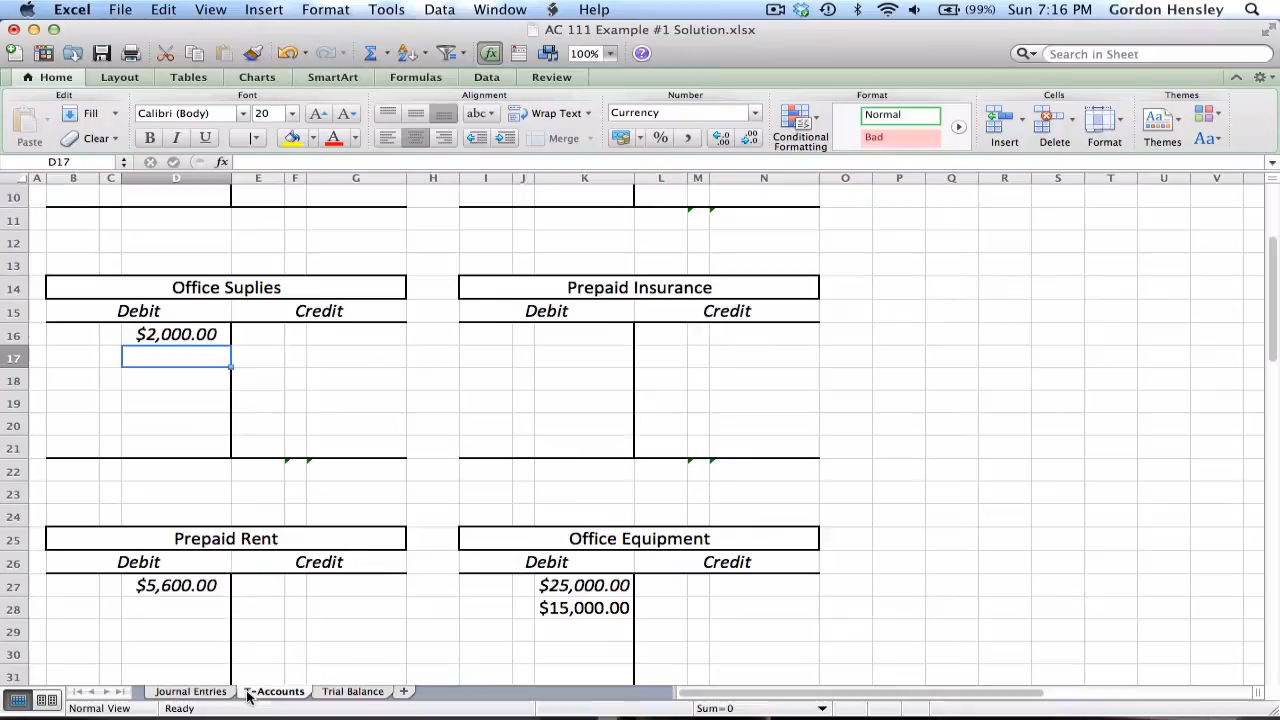 Excel File Edit View Insert Format Tools Data Window Help (99%) Sun 7:16 PM Gordon Hensley
AC 111 Example #1 Solution.xlsx
100% Search in Sheet
Home Layout Tables Charts SmartArt Formulas Data Review
Edit Font Alignment Number Format Cells Themes
Paste Fill Calibri (Body) 20 A A abc Wrap Text Currency Conditional Formatting Normal Insert Delete Format Themes Aa
Clear B I U A Merge % , .0 .00 Bad Aa
D17 fx
A B C D E F G H I J K L M N O P Q R S T U V
10
11
12
13
14 Office Suplies Prepaid Insurance
15 Debit Credit Debit Credit
16 $2,000.00
17
18
19
20
21
22
23
24
25 Prepaid Rent Office Equipment
26 Debit Credit Debit Credit
27 $5,600.00 $25,000.00
28 $15,000.00
29
30
31
Journal Entries T-Accounts Trial Balance
Normal View Ready Sum=0